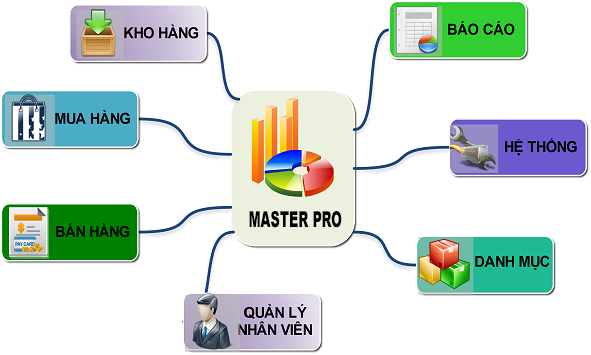 KHO HÀNG
BÁO CÁO
MUA HÀNG
HỆ THỐNG
MASTER PRO
BÁN HÀNG
PAY CARD
DANH MỤC
QUẢN LÝ
NHÂN VIÊN